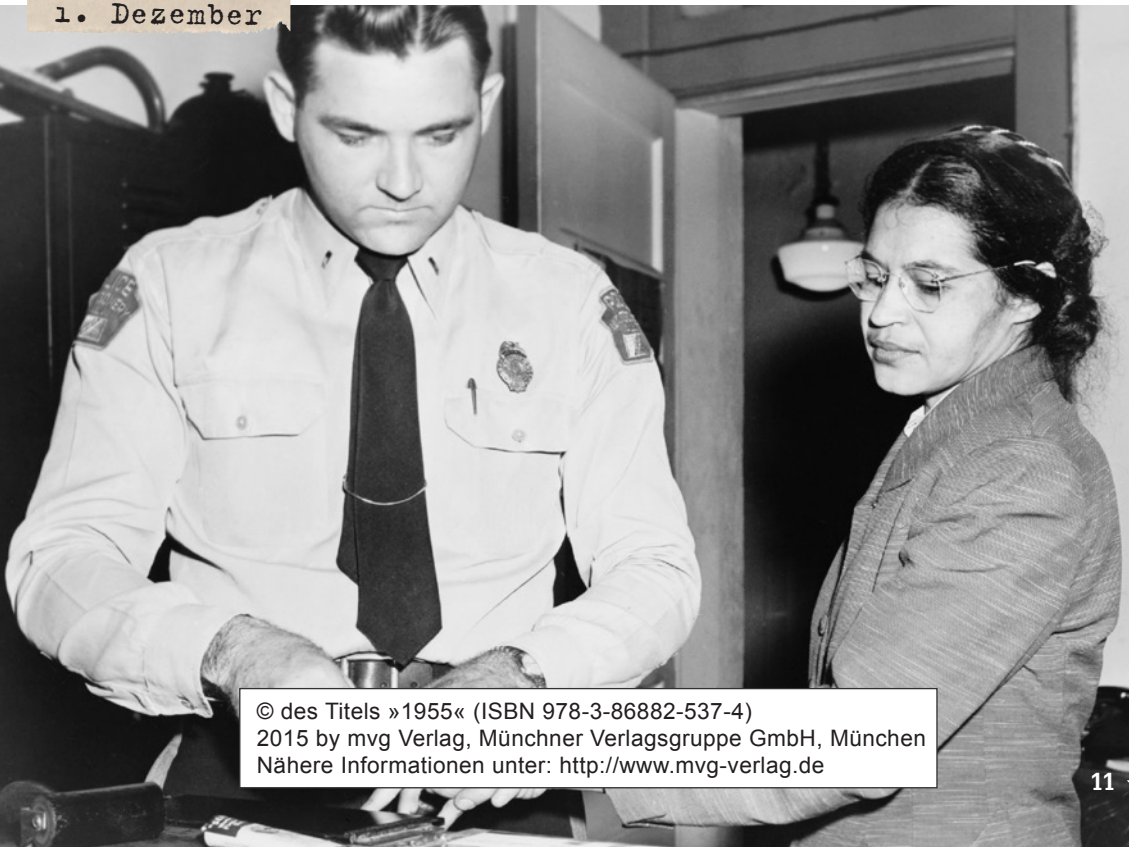 1. Dezember
© des Titels »1955« (ISBN 978-3-86882-537-4)
2015 by mvg Verlag, Münchner Verlagsgruppe GmbH, München
Nähere Informationen unter: http://www.mvg-verlag.de
11